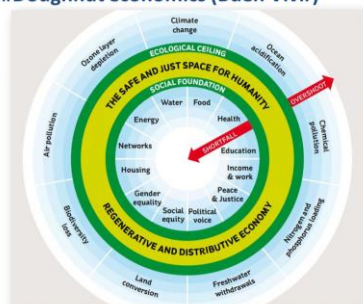 #Doughnut economics (Buen Vivir)
Climate
change
Ozone layer
depletion
Ocean
acidification
ECOLOGICAL CEILING
THE SAFE AND JUST SPACE FOR HUMANITY
SOCIAL FOUNDATION
OVERSHOOT
Water
Food
Energy
Health
SHORTFALL
Air pollution
Chemical
pollution
Networks
Education
Housing
Income
& work
Gender
equality
Peace
& Justice
Social
equity
Political
voice
REGENERATIVE AND DISTRIBUTIVE ECONOMY
Biodiversity
loss
Nitrogen and
phosphorus loading
Land
conversion
Freshwater
withdrawals